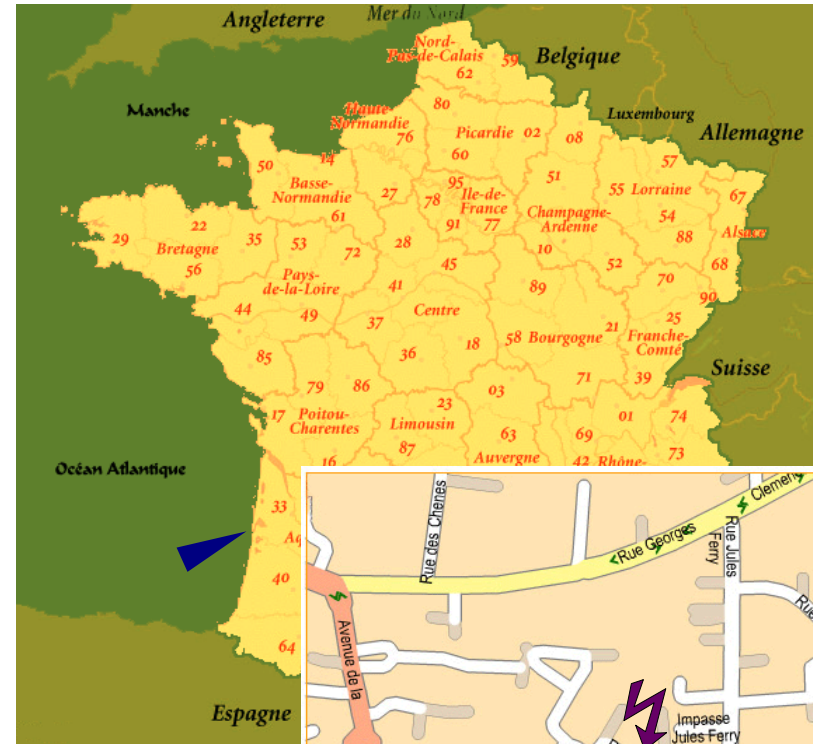 Mer du Nord
Angleterre
Nord-
Pas-de-Calais
59
62
Belgique
Manche
Haute-
Normandie
76
80
Picardie
02
60
08
Luxembourg
Allemagne
50
14
Basse-
Normandie
61
27
95
78
Ile-de-
France
91
77
51
Champagne-
Ardenne
10
57
55
Lorraine
54
88
67
Alsace
68
29
22
Bretagne
56
35
53
72
28
45
52
70
90
Pays-
de-la-Loire
44
49
41
Centre
37
36
18
89
58
Bourgogne
21
71
25
Franche-
Comté
39
Suisse
85
79
86
17
Poitou-
Charentes
16
23
Limousin
87
03
63
Auvergne
69
42
Rhône-
01
74
73
Océan Atlantique
33
Aq
40
64
Espagne
Rue des Chenes
Rue Georges
Clemen
Rue Jules
Ferry
Rue
Avenue de la
Impasse
Jules Ferry